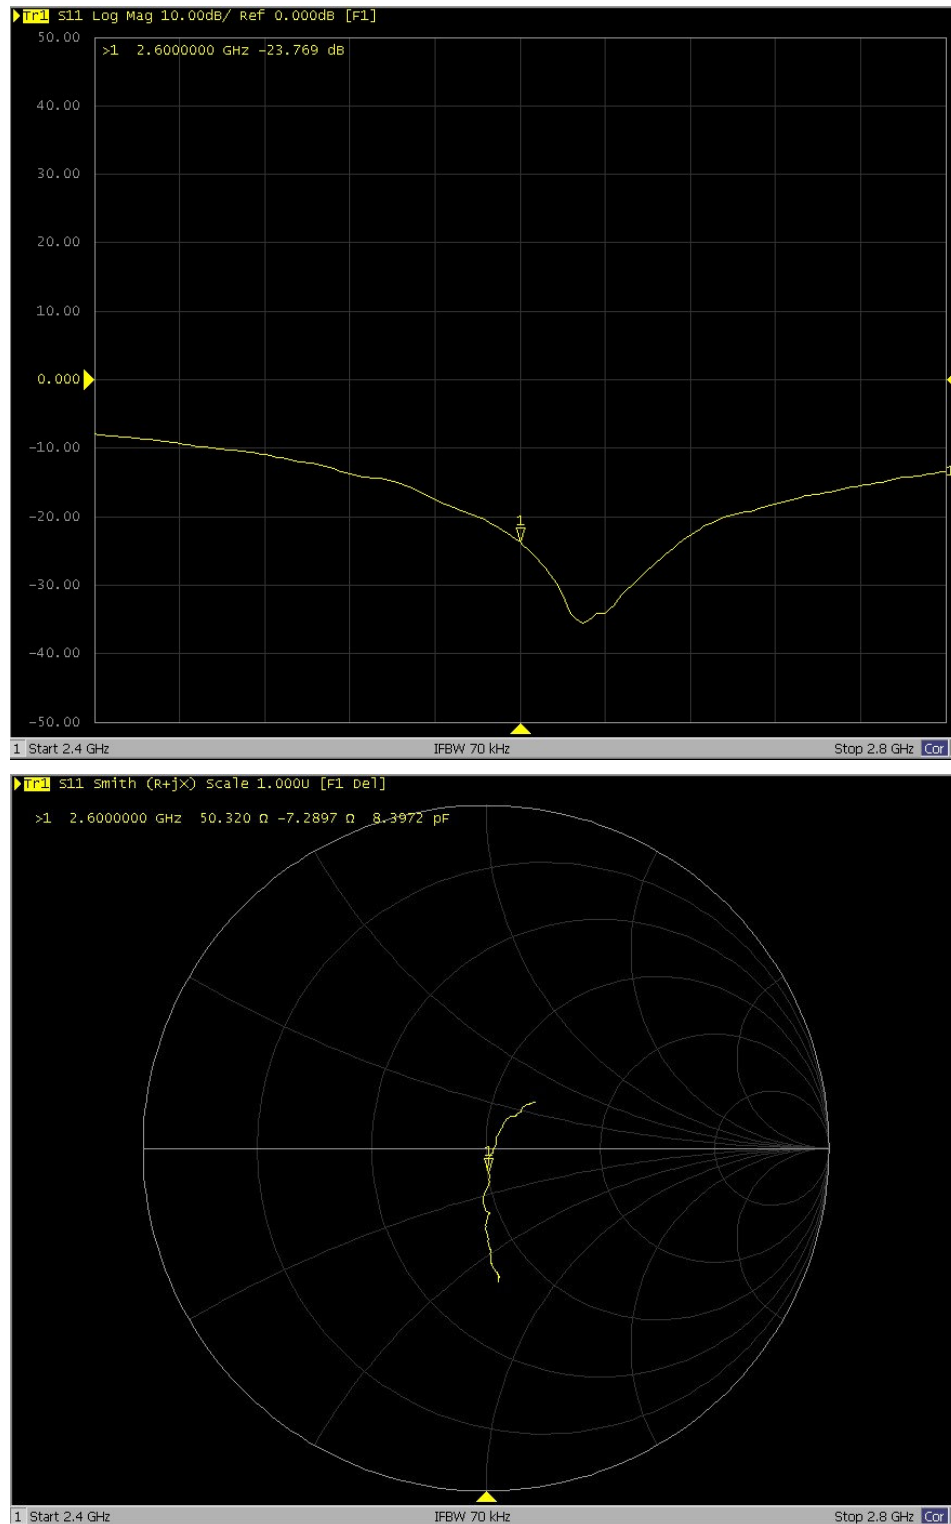 Tr1 S11 Log Mag 10.00dB/ Ref 0.000dB [F1]
50.00
>1 2.6000000 GHz -23.769 dB
40.00
30.00
20.00
10.00
0.000
-10.00
1
-20.00
1
-30.00
-40.00
-50.00
1 Start 2.4 GHz IFBW 70 kHz Stop 2.8 GHz Cor
Tr1 S11 Smith (R+jX) Scale 1.000U [F1 Del]
>1 2.6000000 GHz 50.320 Ω -7.2897 Ω 8.3972 pF
1
1 Start 2.4 GHz IFBW 70 kHz Stop 2.8 GHz Cor